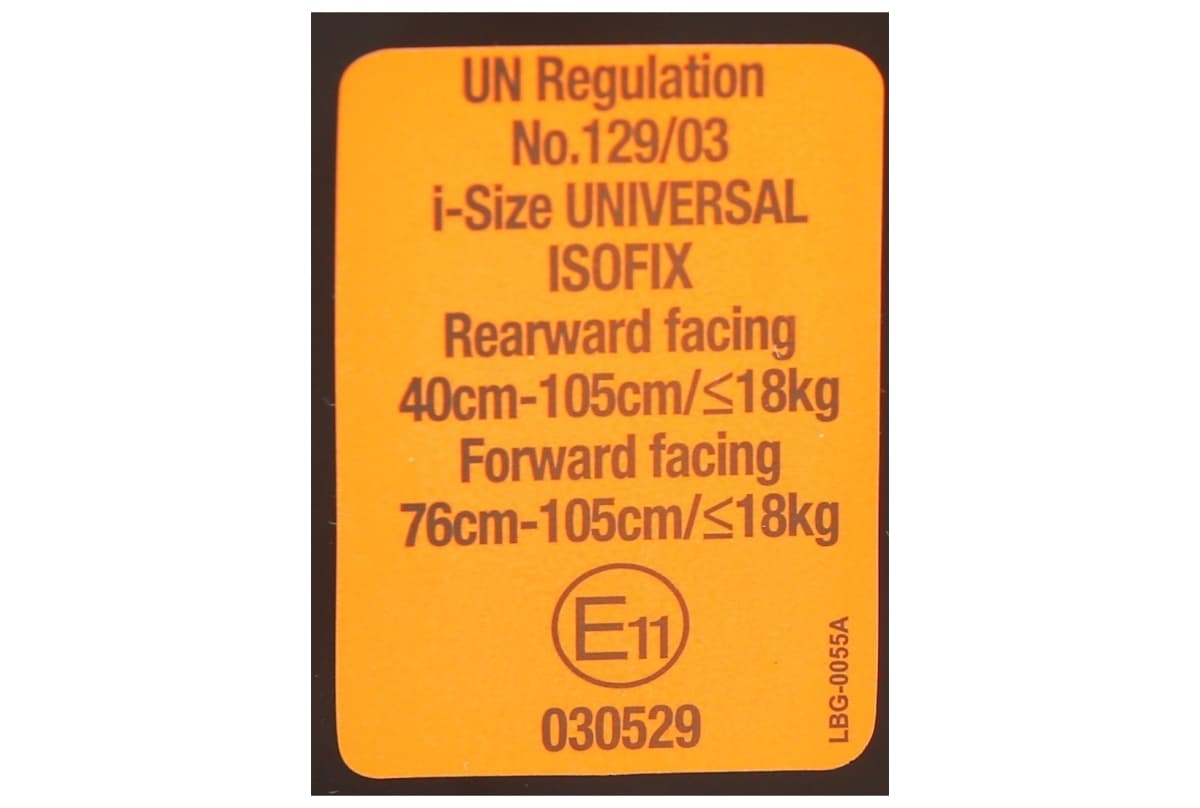 UN Regulation
No.129/03
i-Size UNIVERSAL
ISOFIX
Rearward facing
40cm-105cm/≤18kg
Forward facing
76cm-105cm/≤18kg
E11
030529
LBG-0055A